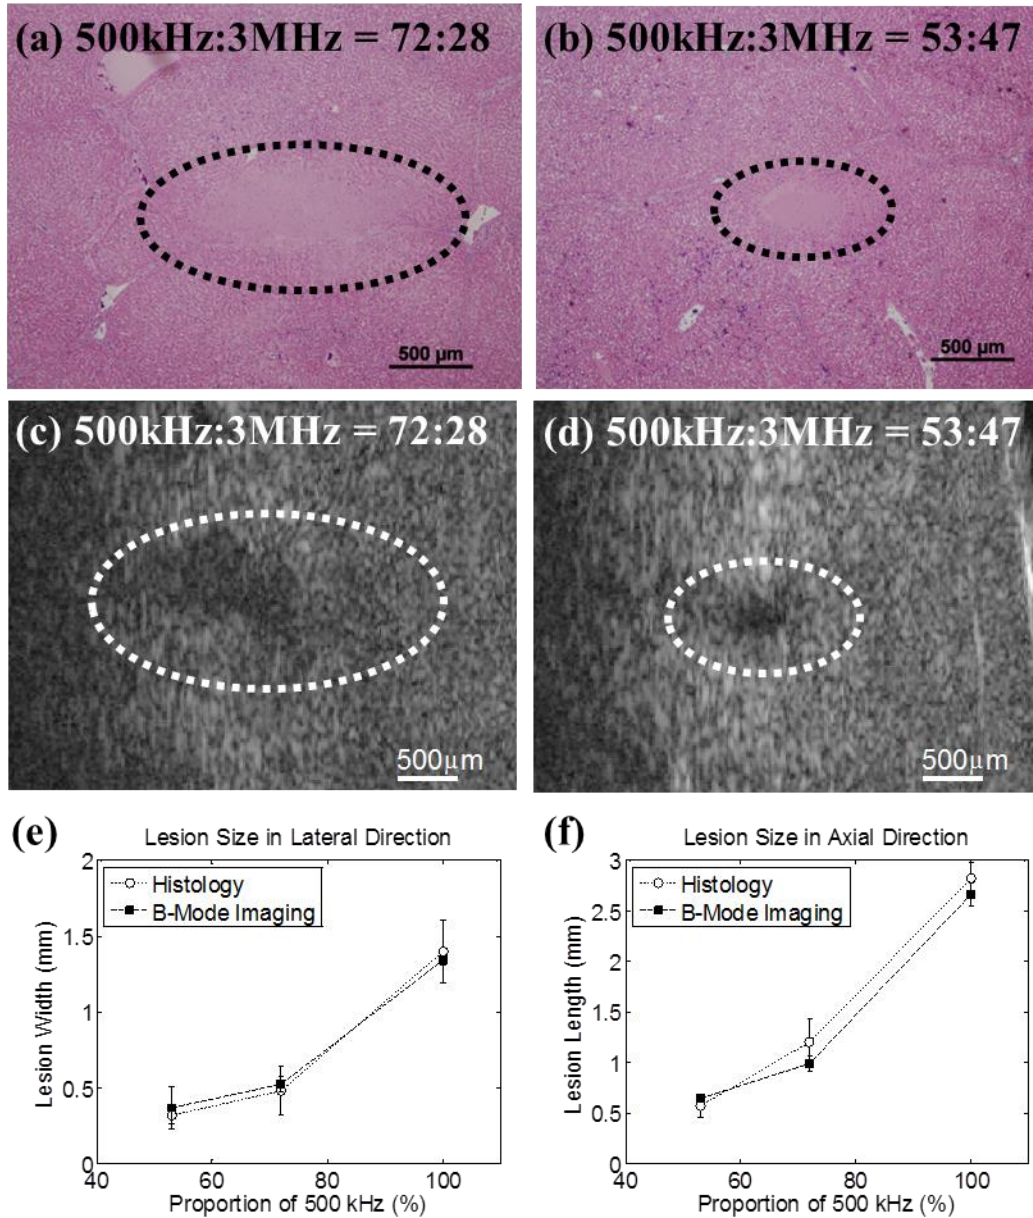 (a) 500kHz:3MHz = 72:28
500 µm
(b) 500kHz:3MHz = 53:47
500 µm
(c) 500kHz:3MHz = 72:28
500µm
(d) 500kHz:3MHz = 53:47
500µm
(e)
Lesion Size in Lateral Direction
Histology
B-Mode Imaging
Lesion Width (mm)
2
1.5
1
0.5
0
40
60
80
100
Proportion of 500 kHz (%)
(f)
Lesion Size in Axial Direction
Histology
B-Mode Imaging
Lesion Length (mm)
3
2.5
2
1.5
1
0.5
0
40
60
80
100
Proportion of 500 kHz (%)